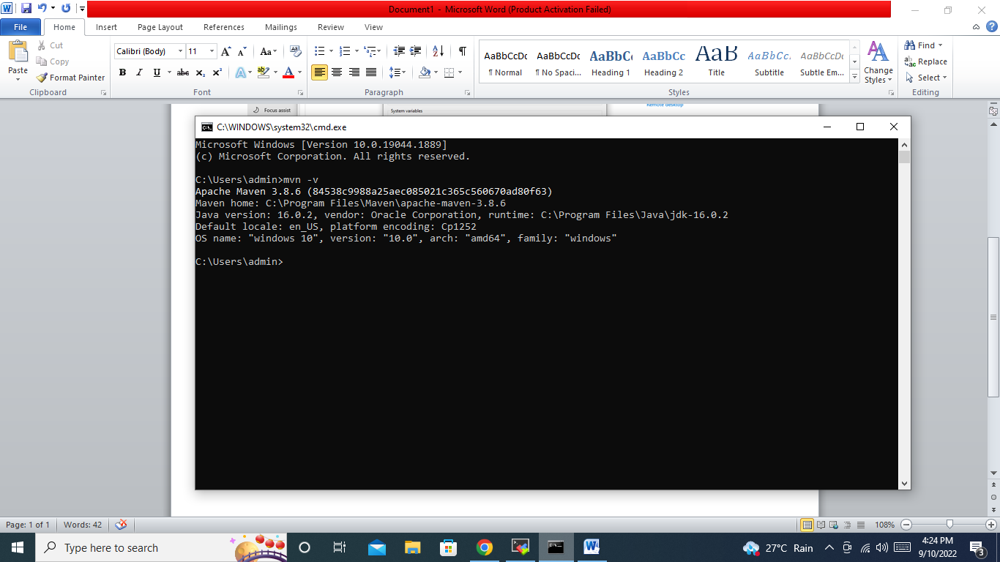 Document1 - Microsoft Word (Product Activation Failed)
File Home Insert Page Layout References Mailings Review View
Paste
Cut
Copy
Format Painter
Clipboard
Calibri (Body) 11
Font
Paragraph
AaBbCcDc AaBbCcDc AaBbC AaBbCc AaB AaBbCc. AaBbCcDc
¶ Normal ¶ No Spaci... Heading 1 Heading 2 Title Subtitle Subtle Em...
Change
Styles
Styles
Find
Replace
Select
Editing
Focus assist
System variables
Remote desktop
C:\WINDOWS\system32\cmd.exe
Microsoft Windows [Version 10.0.19044.1889]
(c) Microsoft Corporation. All rights reserved.
C:\Users\admin>mvn -v
Apache Maven 3.8.6 (84538c9988a25aec085021c365c560670ad80f63)
Maven home: C:\Program Files\Maven\apache-maven-3.8.6
Java version: 16.0.2, vendor: Oracle Corporation, runtime: C:\Program Files\Java\jdk-16.0.2
Default locale: en_US, platform encoding: Cp1252
OS name: "windows 10", version: "10.0", arch: "amd64", family: "windows"
C:\Users\admin>
Page: 1 of 1 Words: 42 108%
Type here to search
27°C Rain
4:24 PM
9/10/2022
3